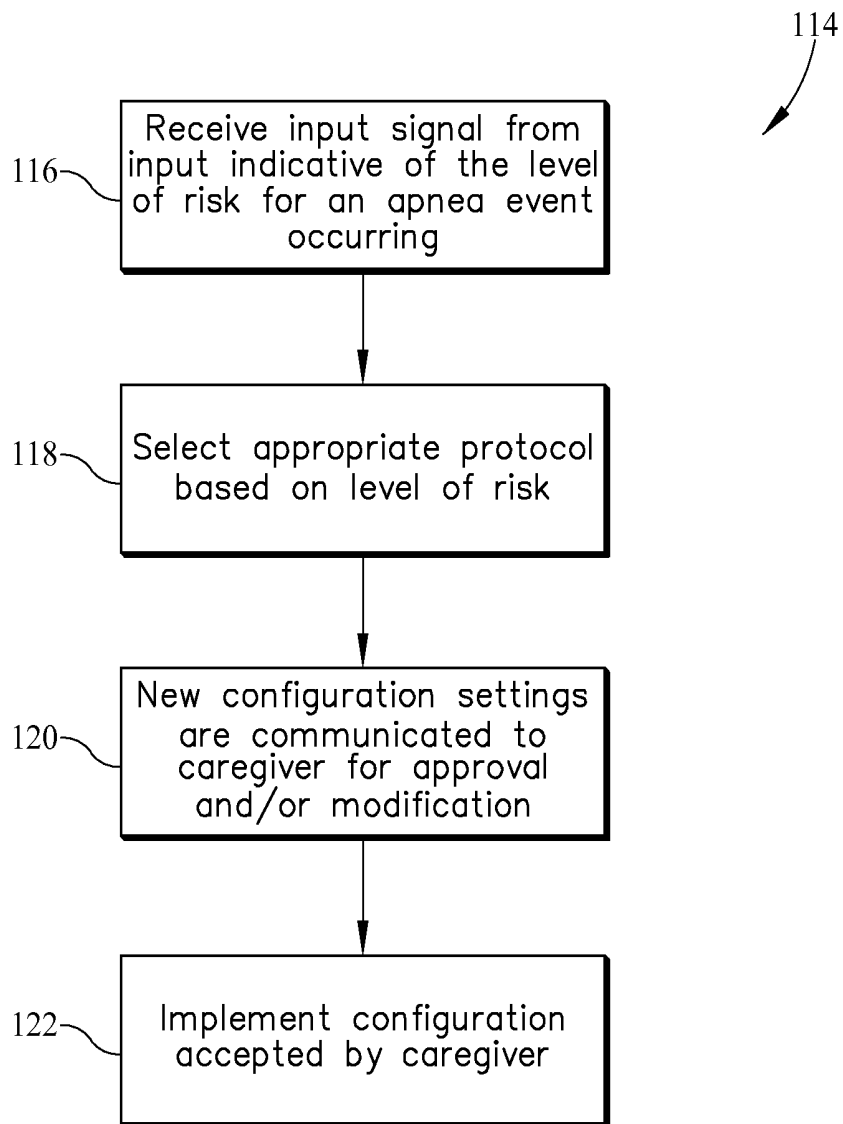 114
116
Receive input signal from
input indicative of the level
of risk for an apnea event
occurring
118
Select appropriate protocol
based on level of risk
120
New configuration settings
are communicated to
caregiver for approval
and/or modification
122
Implement configuration
accepted by caregiver